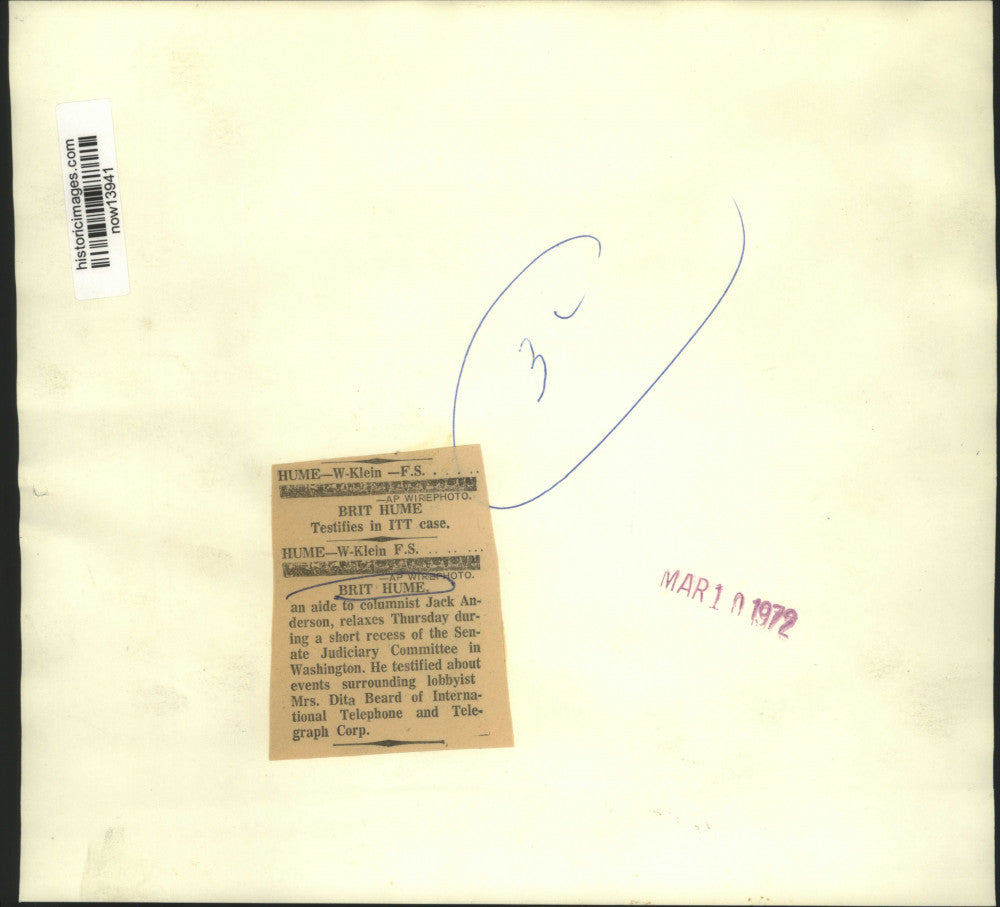 historicimages.com
now13941
3 C
HUME—W-Klein —F.S. . . . . . .
—AP WIREPHOTO.
BRIT HUME
Testifies in ITT case.
HUME—W-Klein F.S. . . . . . . .
—AP WIREPHOTO.
BRIT HUME,
an aide to columnist Jack An-
derson, relaxes Thursday dur-
ing a short recess of the Sen-
ate Judiciary Committee in
Washington. He testified about
events surrounding lobbyist
Mrs. Dita Beard of Interna-
tional Telephone and Tele-
graph Corp.
MAR 10 1972